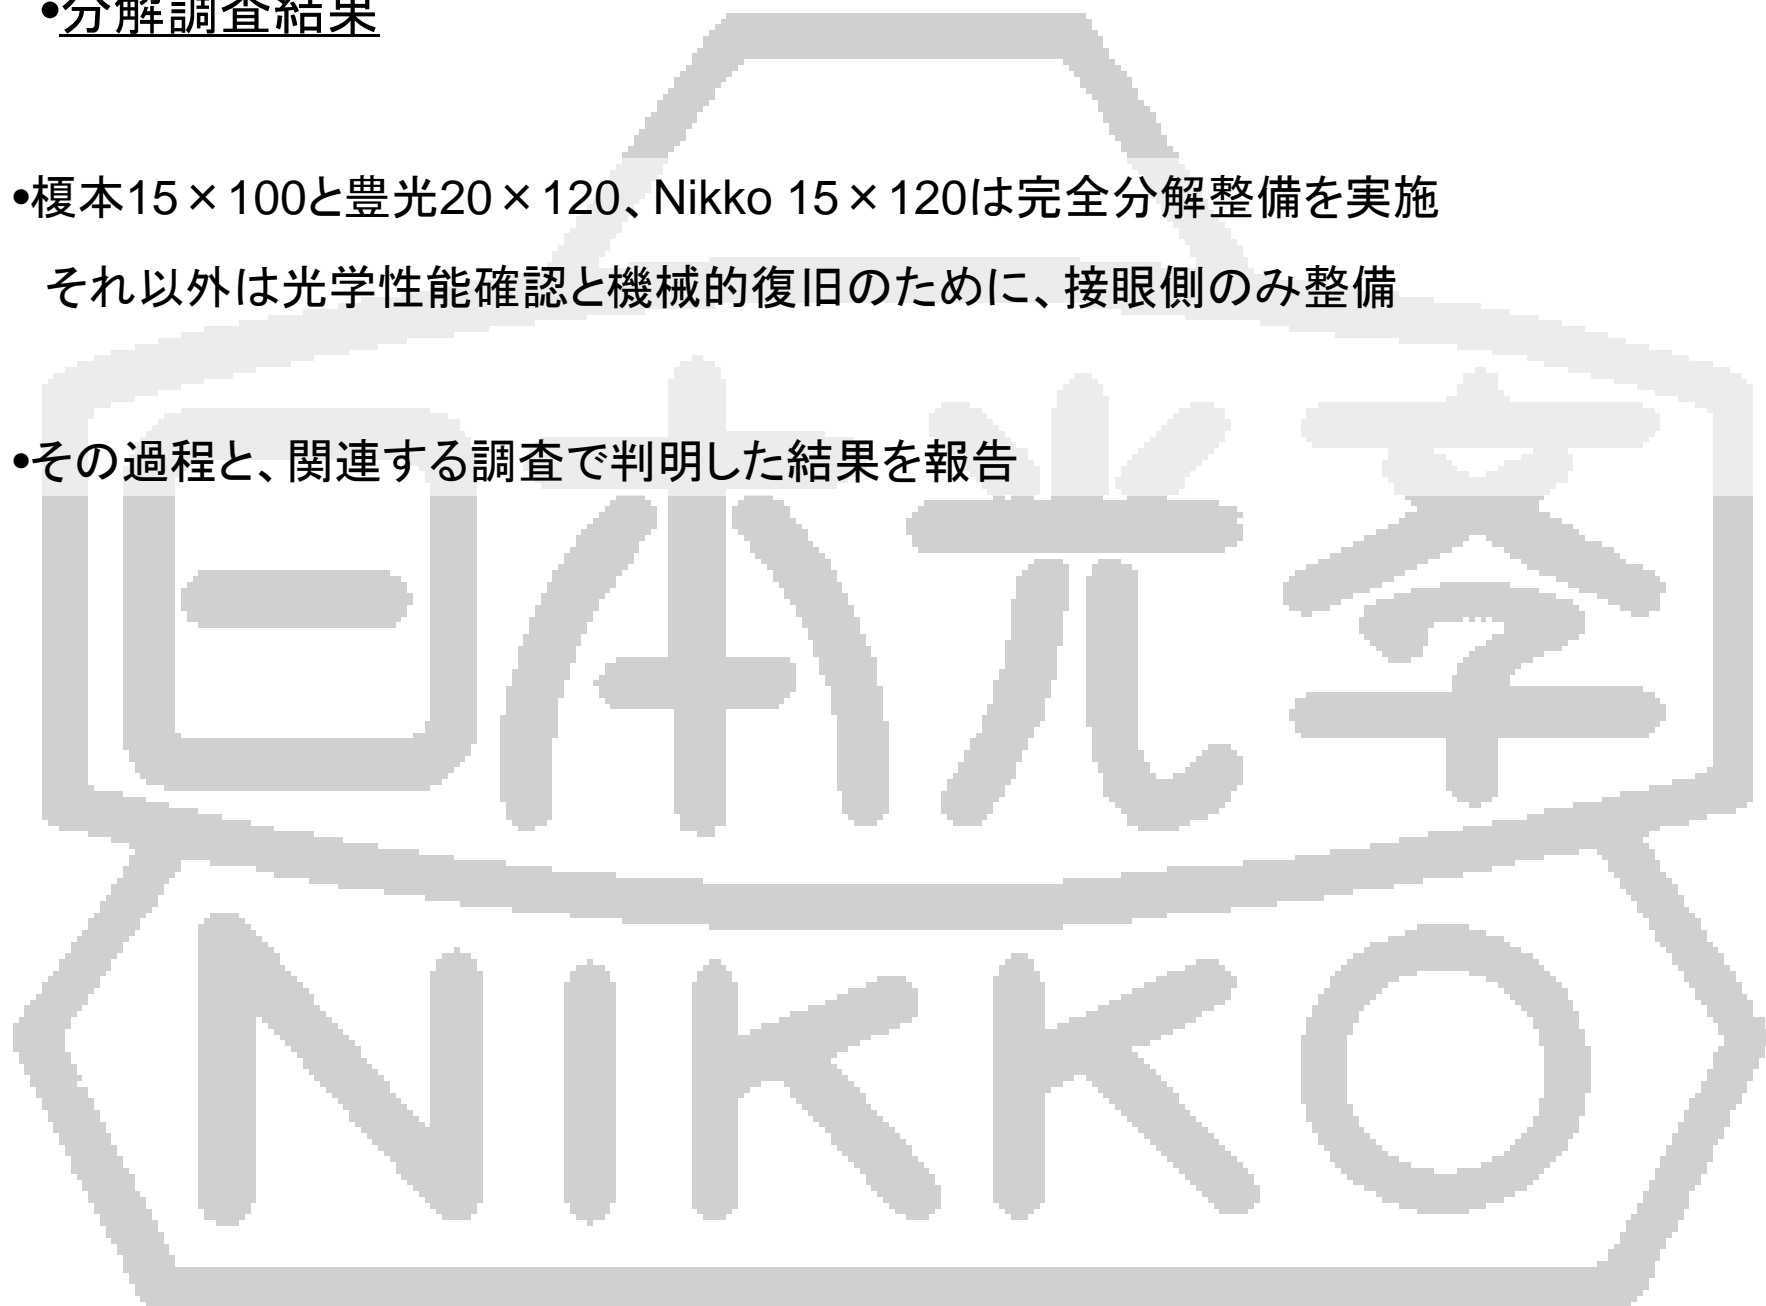 •分解調査結果
•榎本15×100と豊光20×120、Nikko 15×120は完全分解整備を実施
それ以外は光学性能確認と機械的復旧のために、接眼側のみ整備
•その過程と、関連する調査で判明した結果を報告
日本光学
NIKKO